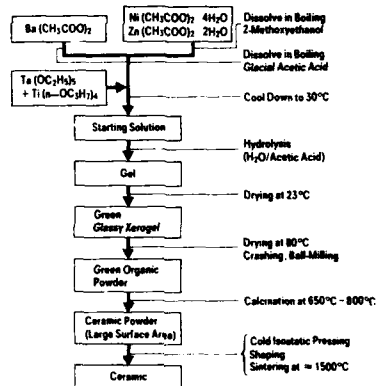 Ba (CH₃COO)₂
Ni (CH₃COO)₂ 4H₂O
Zn (CH₃COO)₂ 2H₂O
Dissolve in Boiling
2-Methoxyethanol
Dissolve in Boiling
Glacial Acetic Acid
Ta (OC₂H₅)₅
+ Ti (n—OC₃H₇)₄
Cool Down to 30°C
Starting Solution
Hydrolysis
(H₂O/Acetic Acid)
Gel
Drying at 23°C
Green
Glassy Xerogel
Drying at 80°C
Crashing, Ball-Milling
Green Organic
Powder
Calcination at 650°C - 800°C
Ceramic Powder
(Large Surface Area)
Cold Isostatic Pressing
Shaping
Sintering at ≈ 1500°C
Ceramic